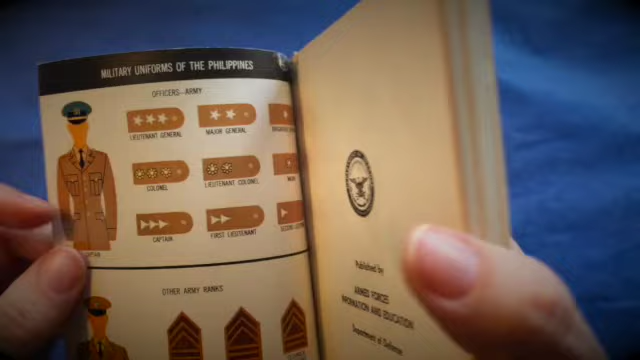 MILITARY UNIFORMS OF THE PHILIPPINES
OFFICERS—ARMY
LIEUTENANT GENERAL
MAJOR GENERAL
COLONEL
LIEUTENANT COLONEL
CAPTAIN
FIRST LIEUTENANT
OTHER ARMY RANKS
Published by
ARMED FORCES
INFORMATION AND EDUCATION
Department of Defense